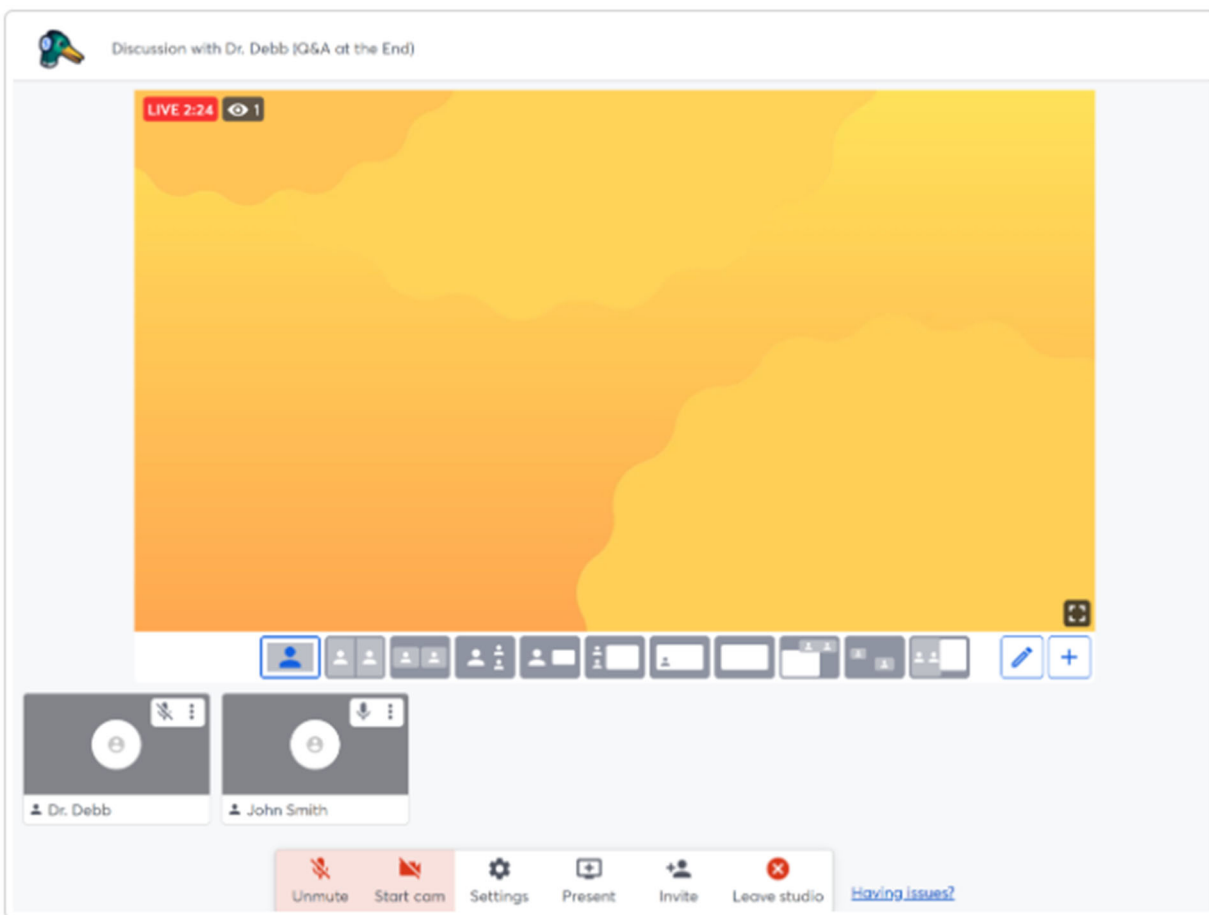 Discussion with Dr. Debb (Q&A at the End)
LIVE 2:24 1
Dr. Debb John Smith
Unmute Start cam Settings Present Invite Leave studio Having issues?